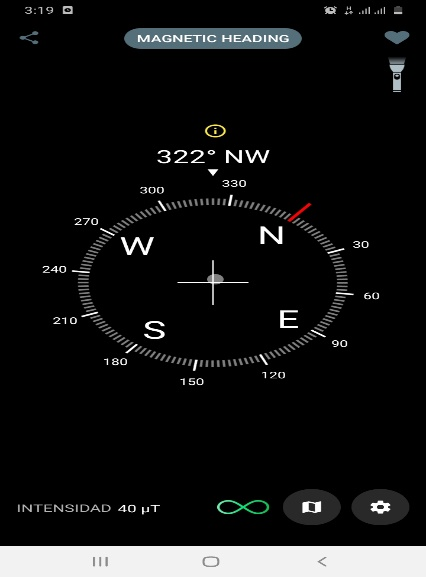 3:19
MAGNETIC HEADING
322° NW
300
330
270
W
N
30
240
60
210
S
E
90
180
150
120
INTENSIDAD 40 µT